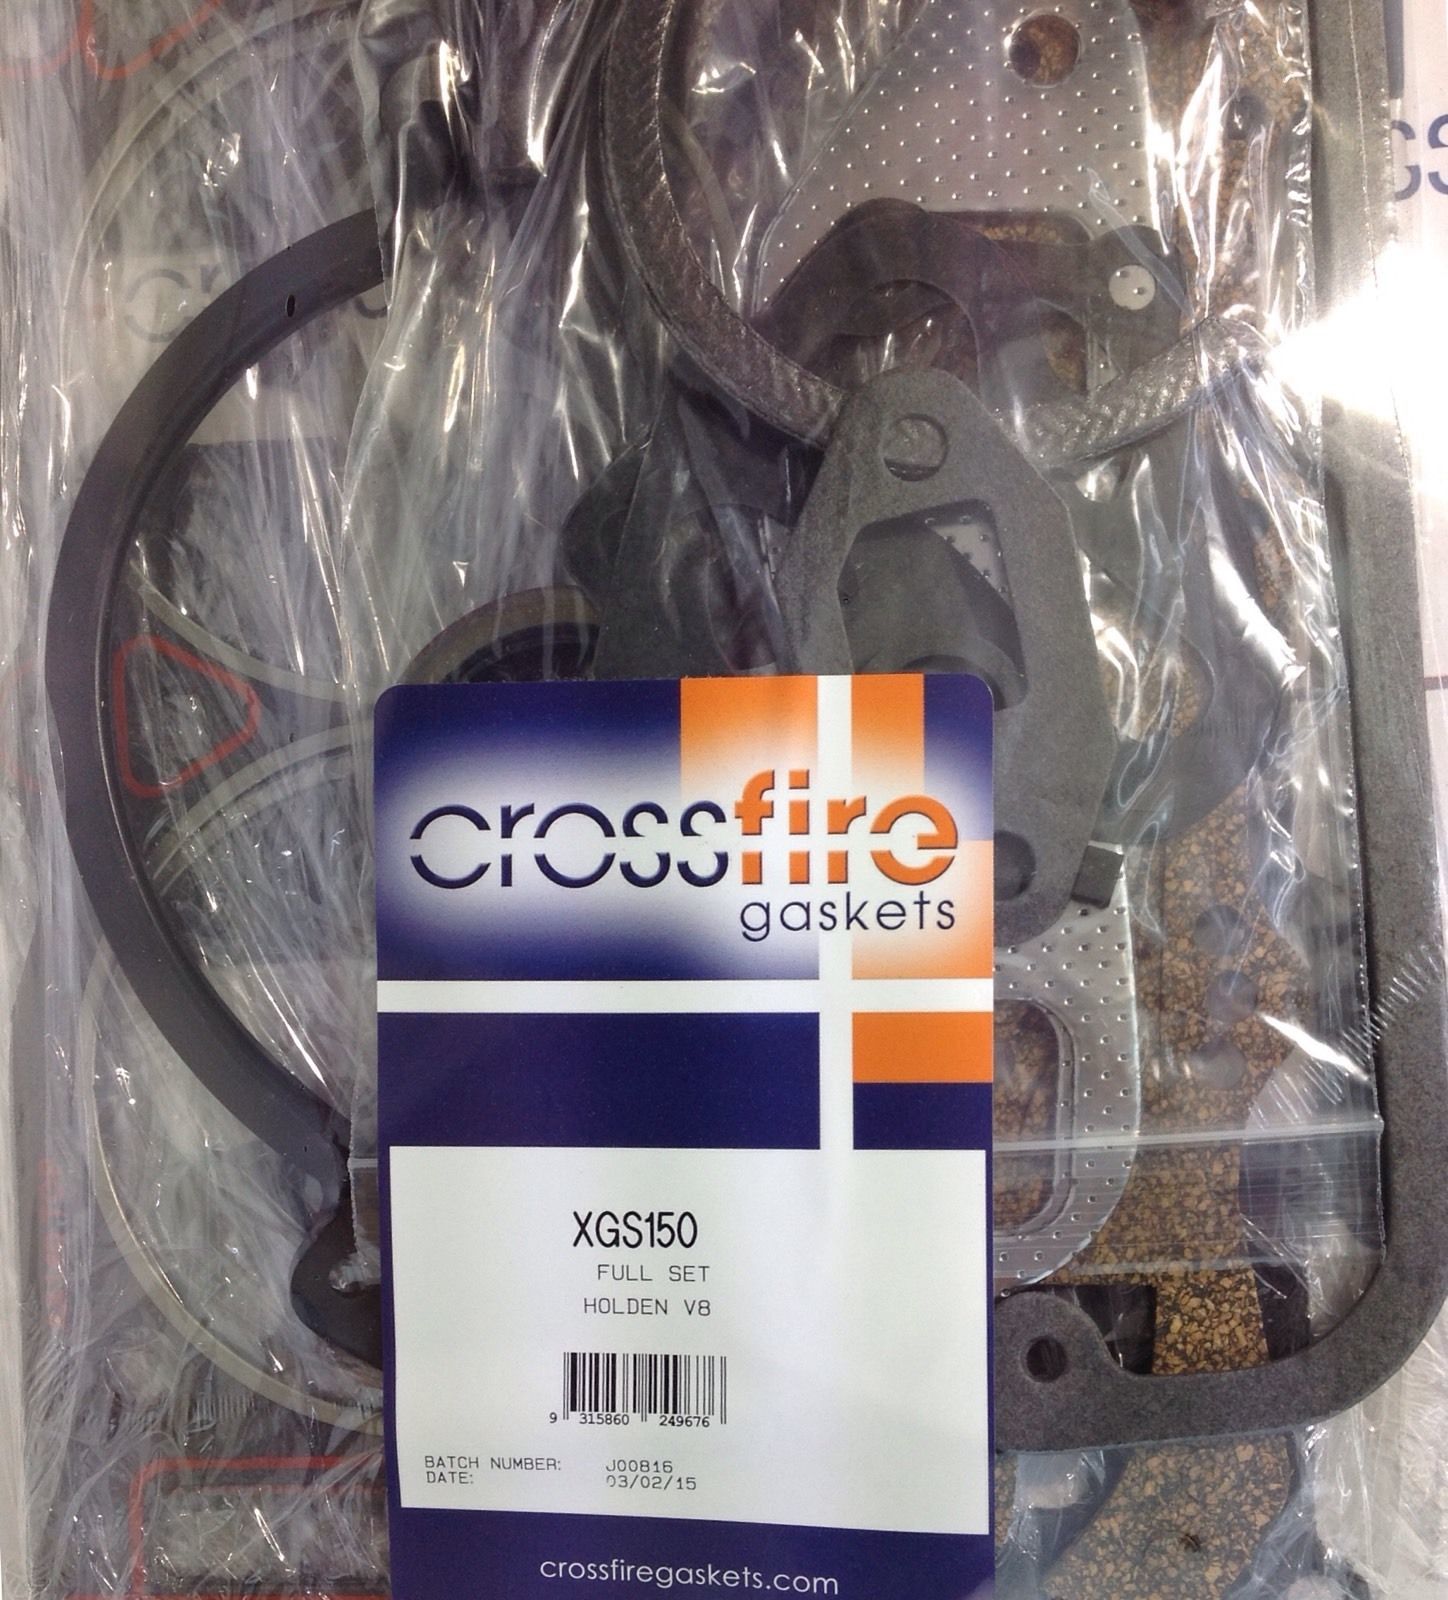 GS
crossfire
gaskets
XGS150
FULL SET
HOLDEN V8
9 315860 249676
BATCH NUMBER: J00816
DATE: 03/02/15
crossfiregaskets.com